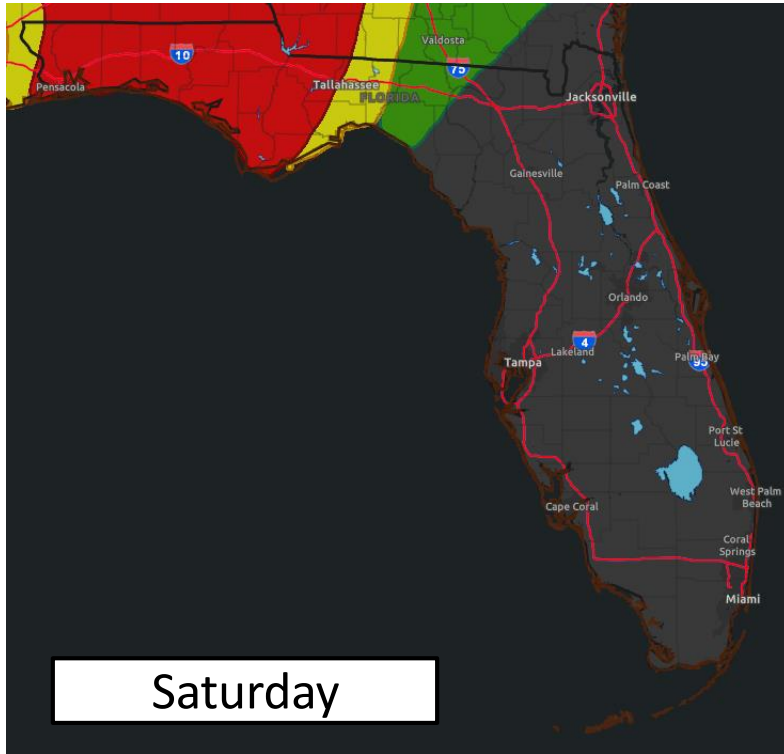 Valdosta
10
75
Pensacola
Tallahassee
FLORIDA
Jacksonville
Gainesville
Palm Coast
Orlando
4
Lakeland
Tampa
Palm Bay
95
Port St
Lucie
West Palm
Beach
Cape Coral
Coral
Springs
Miami
Saturday